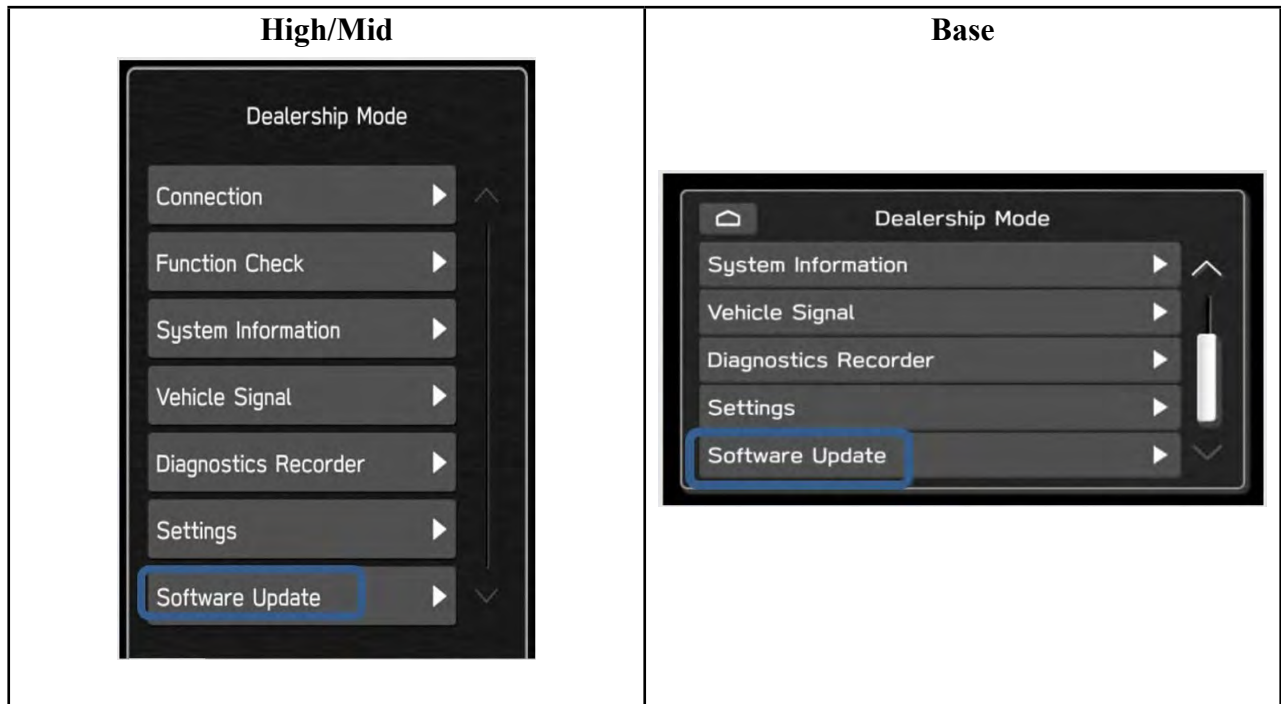 High/Mid
Dealership Mode
Connection
Function Check
System Information
Vehicle Signal
Diagnostics Recorder
Settings
Software Update
Base
Dealership Mode
System Information
Vehicle Signal
Diagnostics Recorder
Settings
Software Update